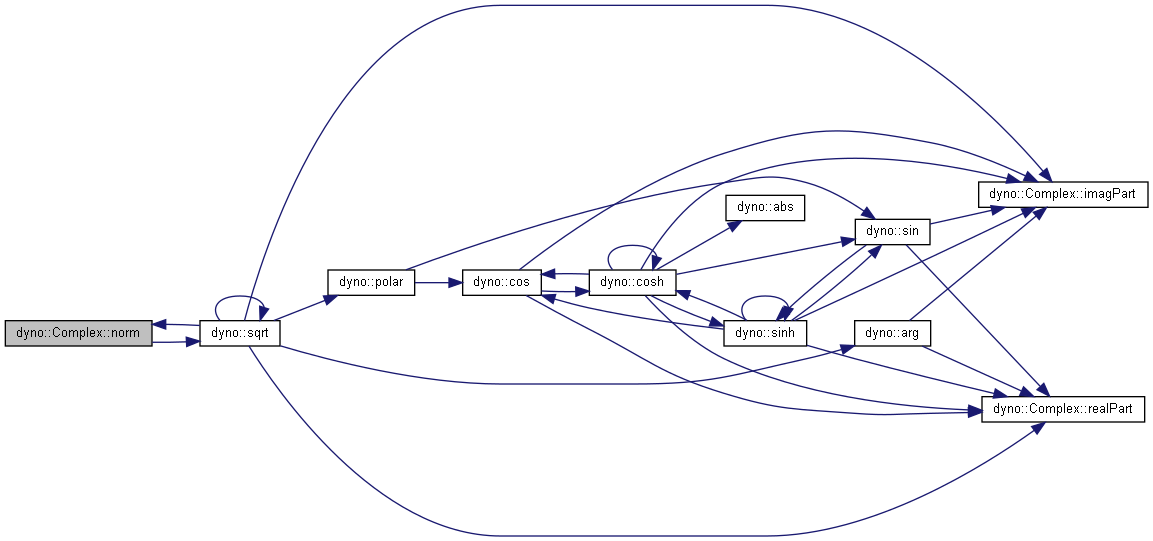 dyno::Complex::norm
dyno::sqrt
dyno::polar
dyno::cos
dyno::cosh
dyno::abs
dyno::sinh
dyno::sin
dyno::arg
dyno::Complex::imagPart
dyno::Complex::realPart